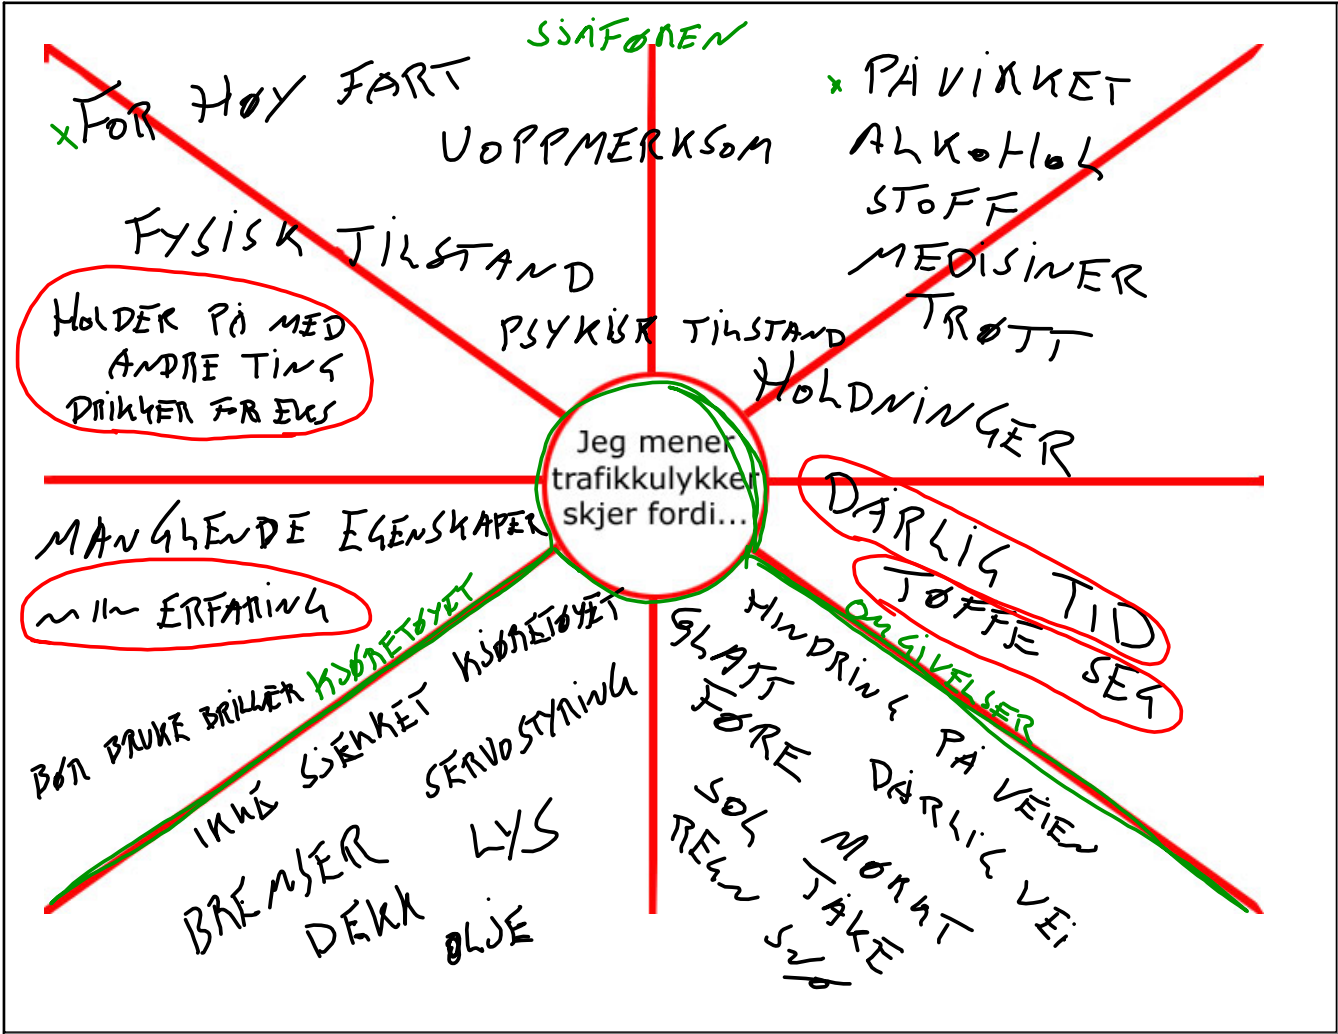 SJÅFØREN
x FOR HØY FART
UOPPMERKSOM
x PÅVIRKET
ALKOHOL
STOFF
MEDISINER
TRØTT
FYSISK TILSTAND
PSYKISK TILSTAND
HOLDNINGER
HOLDER PÅ MED
ANDRE TING
DRIKKER FOR EKS
Jeg mener
trafikkulykker
skjer fordi...
DÅRLIG TID
TØFFE SEG
MANGLENDE EGENSKAPER
~ıı~ ERFARING
BØR BRUKE BRILLER
KJØRETØYET
IKKE SJEKKET KJØRETØYET
SERVOSTYRING
BREMSER
LYS
DEKK
OLJE
OMGIVELSER
HINDRING PÅ VEIEN
GLATT
FØRE
DÅRLIG VEI
SOL
REGN
MØRKT
TÅKE